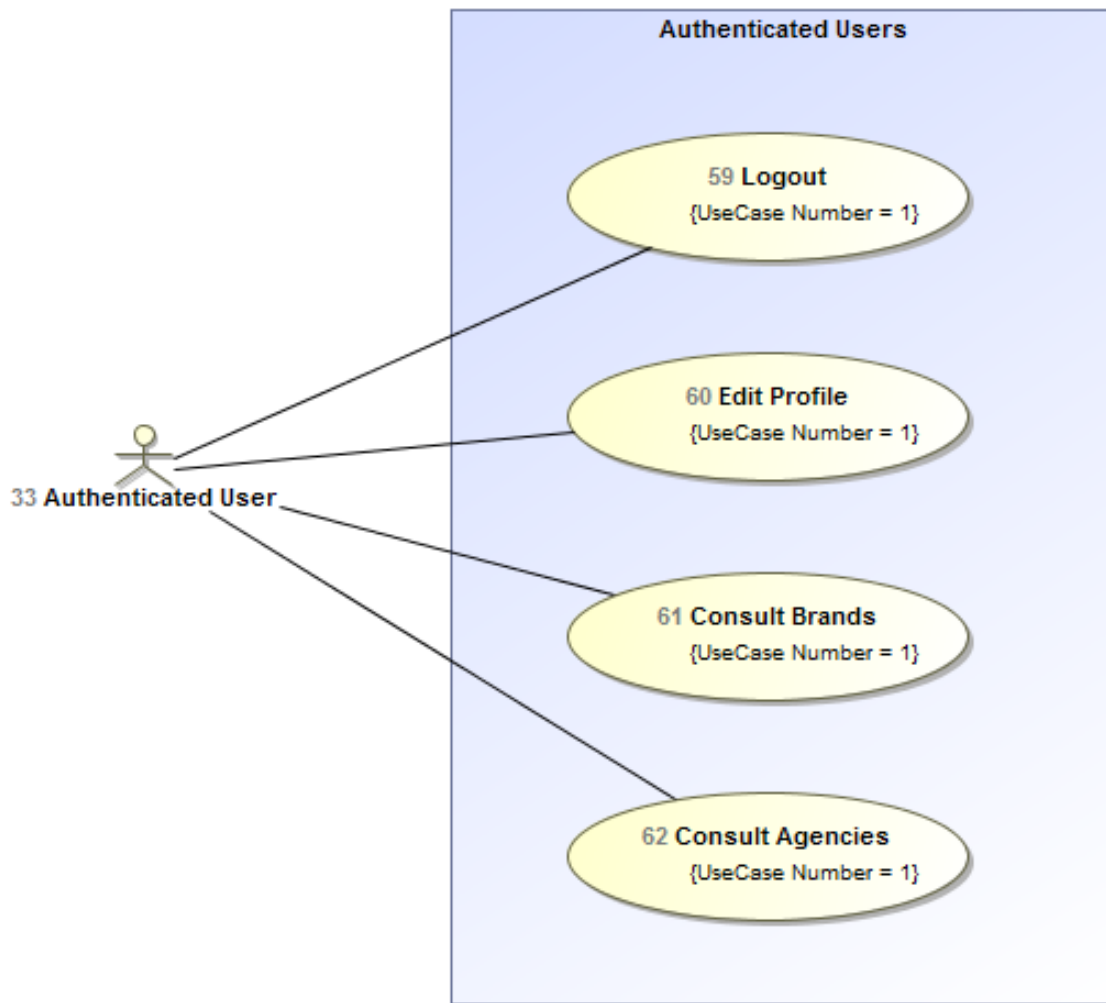 Authenticated Users
59 Logout
{UseCase Number = 1}
60 Edit Profile
{UseCase Number = 1}
33 Authenticated User
61 Consult Brands
{UseCase Number = 1}
62 Consult Agencies
{UseCase Number = 1}